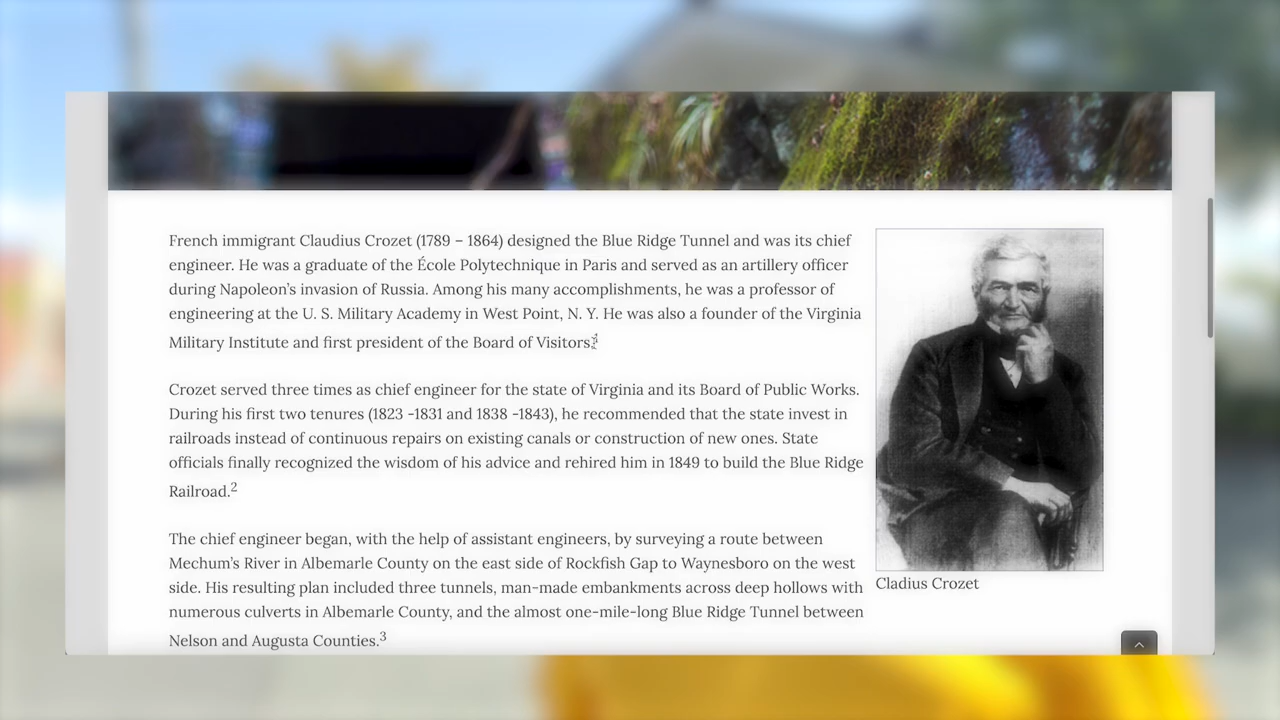 French immigrant Claudius Crozet (1789 – 1864) designed the Blue Ridge Tunnel and was its chief
engineer. He was a graduate of the École Polytechnique in Paris and served as an artillery officer
during Napoleon’s invasion of Russia. Among his many accomplishments, he was a professor of
engineering at the U. S. Military Academy in West Point, N. Y. He was also a founder of the Virginia
Military Institute and first president of the Board of Visitors.
Crozet served three times as chief engineer for the state of Virginia and its Board of Public Works.
During his first two tenures (1823 -1831 and 1838 -1843), he recommended that the state invest in
railroads instead of continuous repairs on existing canals or construction of new ones. State
officials finally recognized the wisdom of his advice and rehired him in 1849 to build the Blue Ridge
Railroad.2
The chief engineer began, with the help of assistant engineers, by surveying a route between
Mechum’s River in Albemarle County on the east side of Rockfish Gap to Waynesboro on the west
side. His resulting plan included three tunnels, man-made embankments across deep hollows with
numerous culverts in Albemarle County, and the almost one-mile-long Blue Ridge Tunnel between
Nelson and Augusta Counties.3
Cladius Crozet